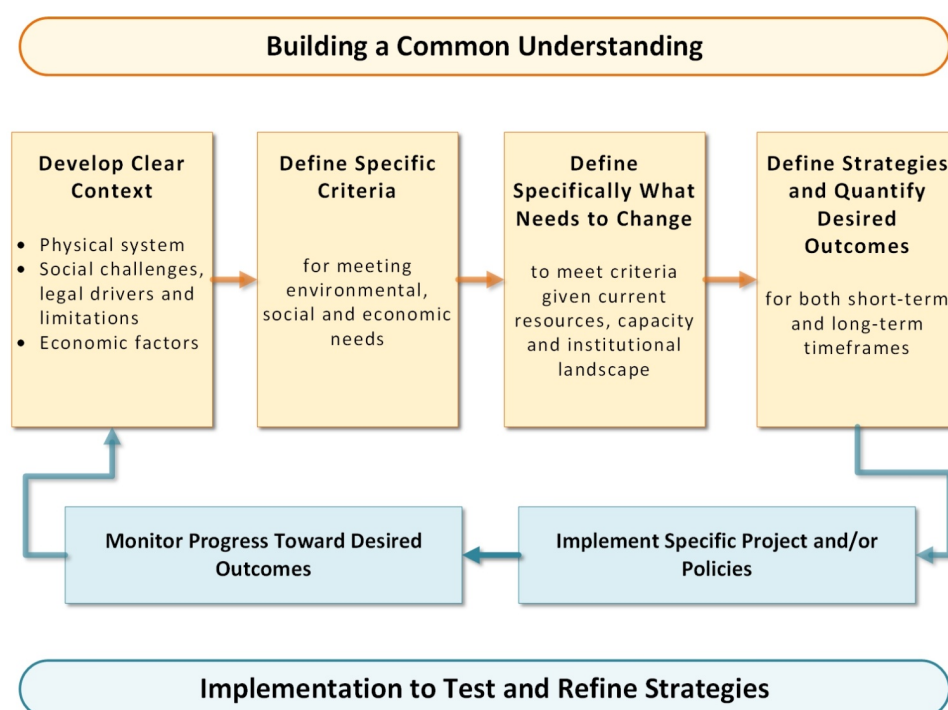 Building a Common Understanding
Develop Clear
Context
• Physical system
• Social challenges,
legal drivers and
limitations
• Economic factors
Define Specific
Criteria
for meeting
environmental,
social and economic
needs
Define
Specifically What
Needs to Change
to meet criteria
given current
resources, capacity
and institutional
landscape
Define Strategies
and Quantify
Desired
Outcomes
for both short-term
and long-term
timeframes
Monitor Progress Toward Desired
Outcomes
Implement Specific Project and/or
Policies
Implementation to Test and Refine Strategies